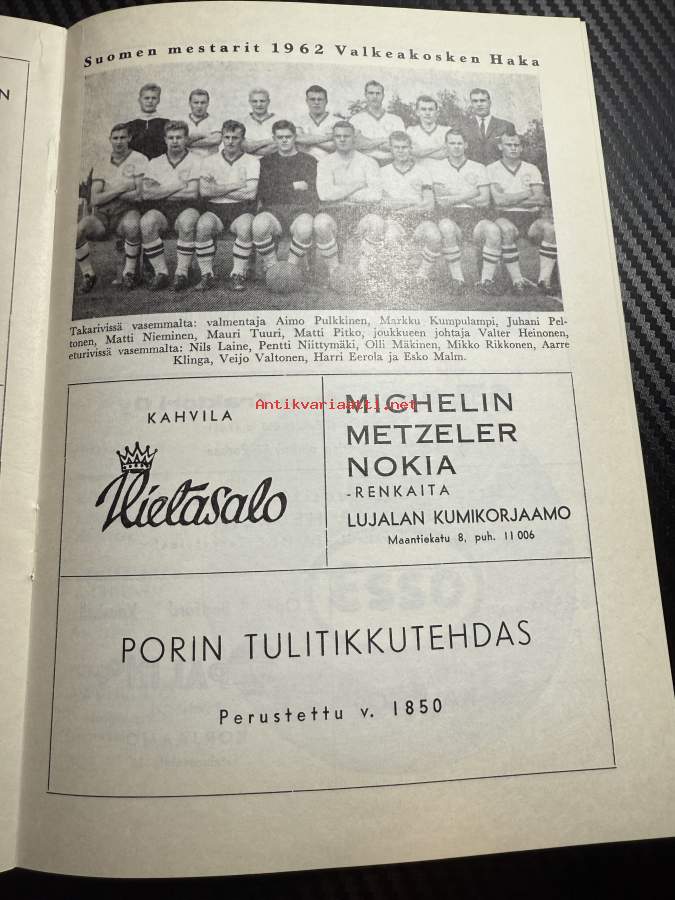 Suomen mestarit 1962 Valkeakosken Haka
Takarivissä vasemmalta: valmentaja Aimo Pulkkinen, Markku Kumpulampi, Juhani Pel-
tonen, Matti Nieminen, Mauri Tuuri, Matti Pitko, joukkueen johtaja Valter Heinonen,
eturivissä vasemmalta: Nils Laine, Pentti Niittymäki, Olli Mäkinen, Mikko Rikkonen, Aarre
Klinga, Veijo Valtonen, Harri Eerola ja Esko Malm.
Antikvariaatti.net
KAHVILA
Hietasalo
MICHELIN
METZELER
NOKIA
-RENKAITA
LUJALAN KUMIKORJAAMO
Maantiekatu 8, puh. 11 006
PORIN TULITIKKUTEHDAS
Perustettu v. 1850
N